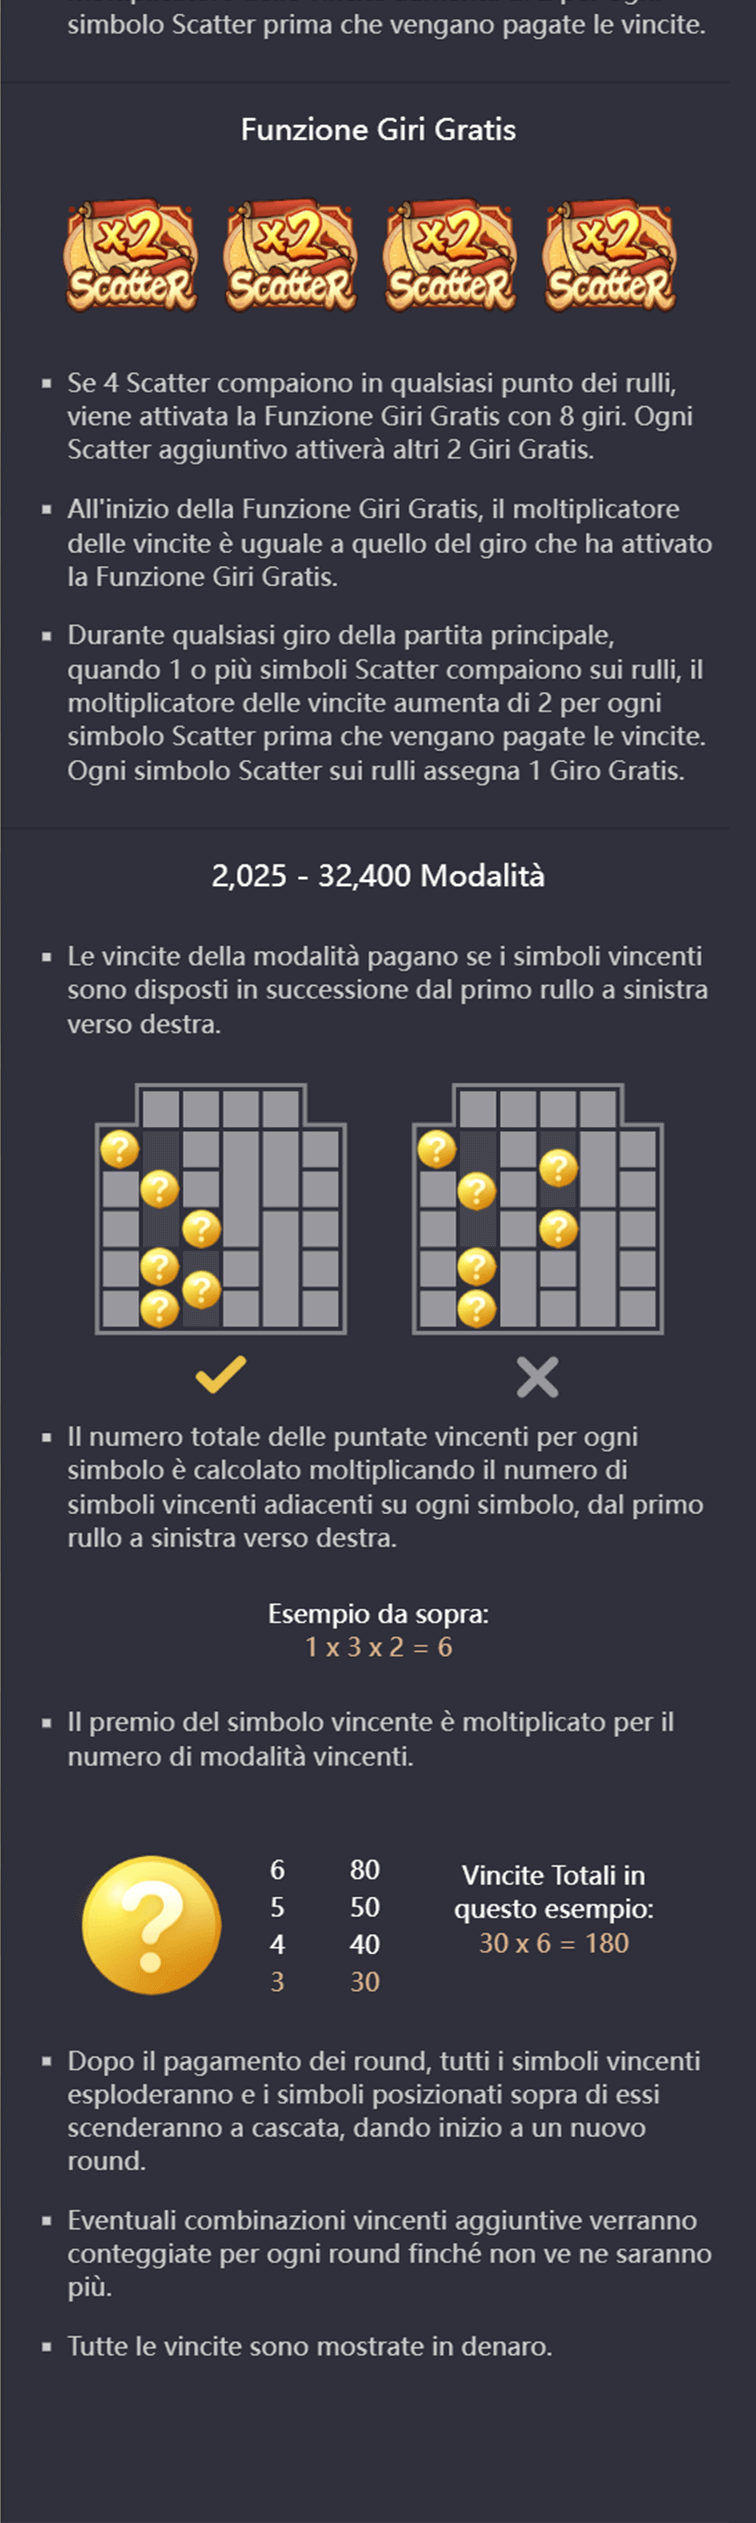 simbolo Scatter prima che vengano pagate le vincite.
Funzione Giri Gratis
x2 x2 x2 x2
Scatter Scatter Scatter Scatter
▪ Se 4 Scatter compaiono in qualsiasi punto dei rulli,
viene attivata la Funzione Giri Gratis con 8 giri. Ogni
Scatter aggiuntivo attiverà altri 2 Giri Gratis.
▪ All'inizio della Funzione Giri Gratis, il moltiplicatore
delle vincite è uguale a quello del giro che ha attivato
la Funzione Giri Gratis.
▪ Durante qualsiasi giro della partita principale,
quando 1 o più simboli Scatter compaiono sui rulli, il
moltiplicatore delle vincite aumenta di 2 per ogni
simbolo Scatter prima che vengano pagate le vincite.
Ogni simbolo Scatter sui rulli assegna 1 Giro Gratis.
2,025 - 32,400 Modalità
▪ Le vincite della modalità pagano se i simboli vincenti
sono disposti in successione dal primo rullo a sinistra
verso destra.
? ?
?
? ?
? ?
? ?
?
? ?
▪ Il numero totale delle puntate vincenti per ogni
simbolo è calcolato moltiplicando il numero di
simboli vincenti adiacenti su ogni simbolo, dal primo
rullo a sinistra verso destra.
Esempio da sopra:
1 x 3 x 2 = 6
▪ Il premio del simbolo vincente è moltiplicato per il
numero di modalità vincenti.
?
6 80
5 50
4 40
3 30
Vincite Totali in
questo esempio:
30 x 6 = 180
▪ Dopo il pagamento dei round, tutti i simboli vincenti
esploderanno e i simboli posizionati sopra di essi
scenderanno a cascata, dando inizio a un nuovo
round.
▪ Eventuali combinazioni vincenti aggiuntive verranno
conteggiate per ogni round finché non ve ne saranno
più.
▪ Tutte le vincite sono mostrate in denaro.